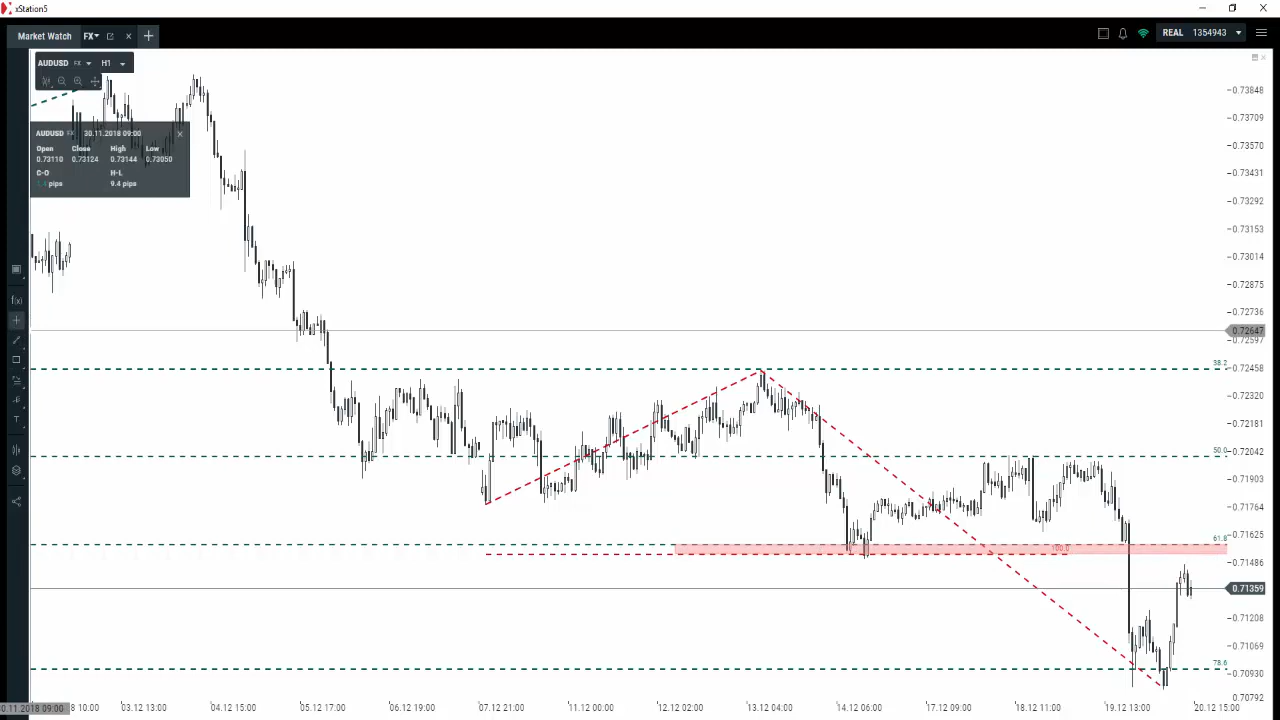 xStation5
Market Watch FX
REAL 1354943
AUDUSD FX H1
AUDUSD FX 30.11.2018 09:00
Open Close High Low
0.73110 0.73124 0.73144 0.73050
C-O H-L
pips 9.4 pips
f(x)
T
0.73848
0.73709
0.73570
0.73431
0.73292
0.73153
0.73014
0.72875
0.72736
0.72647
0.72597
38.2
0.72458
0.72320
0.72181
50.0
0.72042
0.71903
0.71764
0.71625
61.8
100.0
0.71486
0.71359
0.71208
0.71069
78.6
0.70930
0.70792
30.11.2018 09:00 8 10:00 03.12 13:00 04.12 15:00 05.12 17:00 06.12 19:00 07.12 21:00 11.12 00:00 12.12 02:00 13.12 04:00 14.12 06:00 17.12 09:00 18.12 11:00 19.12 13:00 20.12 15:00